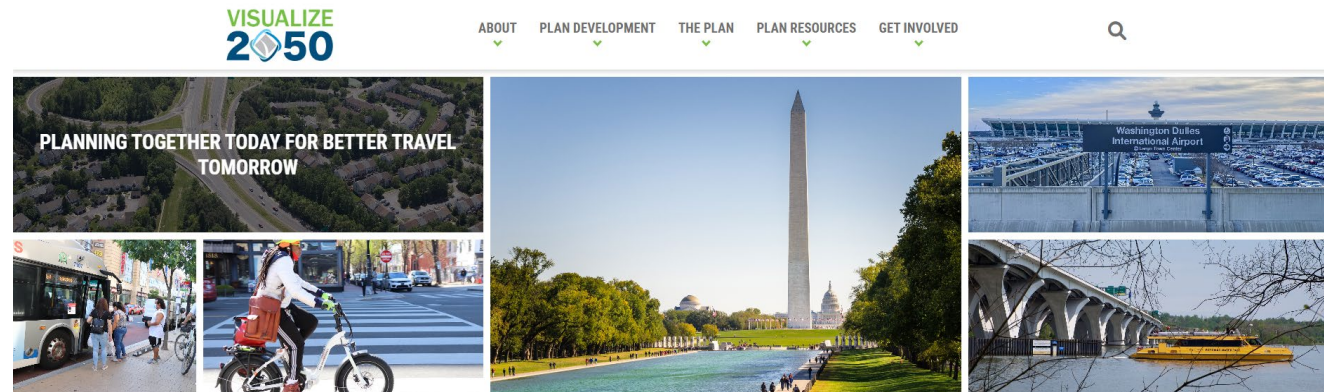 VISUALIZE
2050
ABOUT
PLAN DEVELOPMENT
THE PLAN
PLAN RESOURCES
GET INVOLVED
PLANNING TOGETHER TODAY FOR BETTER TRAVEL
TOMORROW
Washington Dulles
International Airport
S